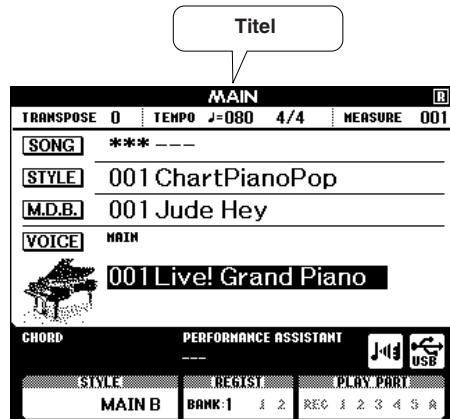 Titel
MAIN R
TRANSPOSE 0 TEMPO ♩=080 4/4 MEASURE 001
SONG *** ---
STYLE 001 ChartPianoPop
M.D.B. 001 Jude Hey
VOICE MAIN
001 Live! Grand Piano
CHORD PERFORMANCE ASSISTANT
---
USB
STYLE REGIST PLAY PART
MAIN B BANK:1 1 2 REC 1 2 3 4 5 A